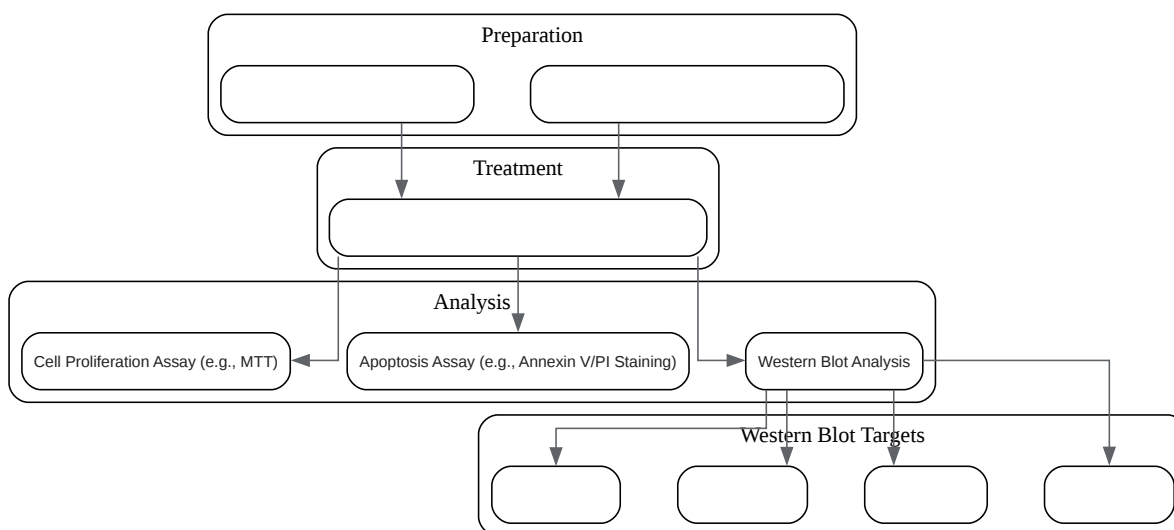 Preparation
Treatment
Analysis
Cell Proliferation Assay (e.g., MTT)
Apoptosis Assay (e.g., Annexin V/PI Staining)
Western Blot Analysis
Western Blot Targets